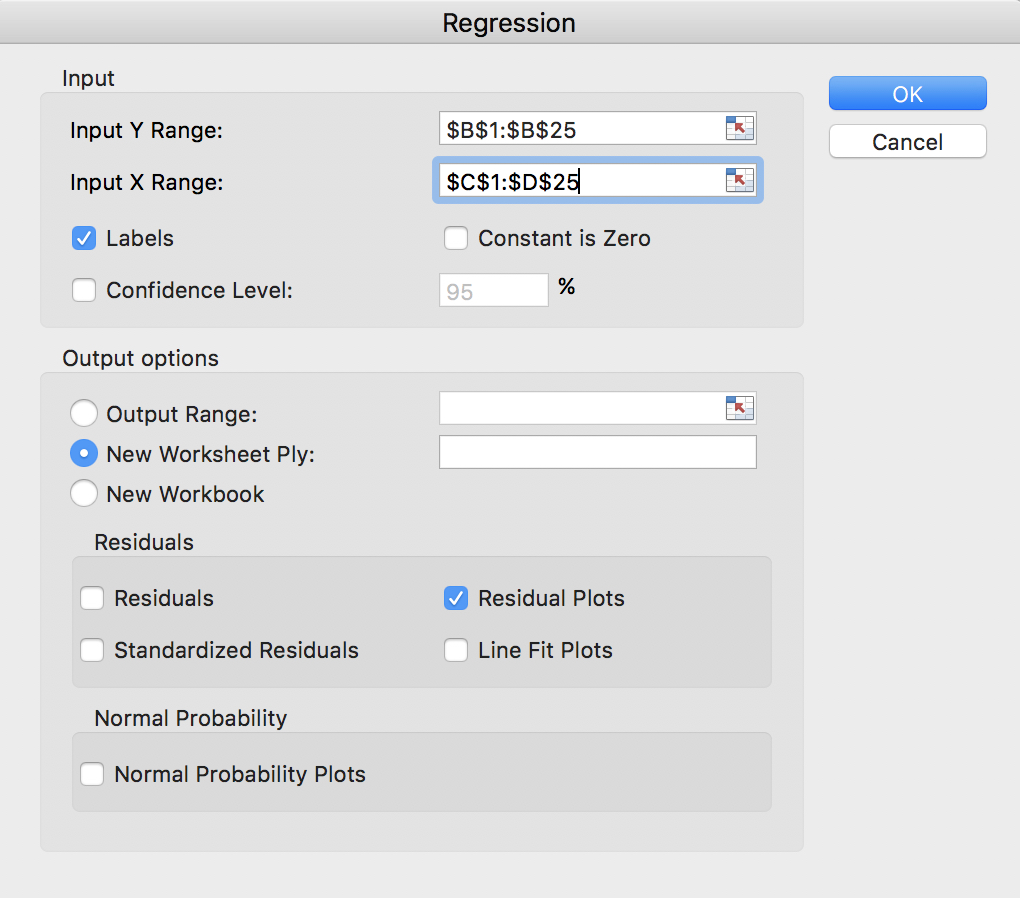 Regression
Input
OK
Input Y Range: $B$1:$B$25
Cancel
Input X Range: $C$1:$D$25
Labels Constant is Zero
Confidence Level: 95 %
Output options
Output Range:
New Worksheet Ply:
New Workbook
Residuals
Residuals Residual Plots
Standardized Residuals Line Fit Plots
Normal Probability
Normal Probability Plots